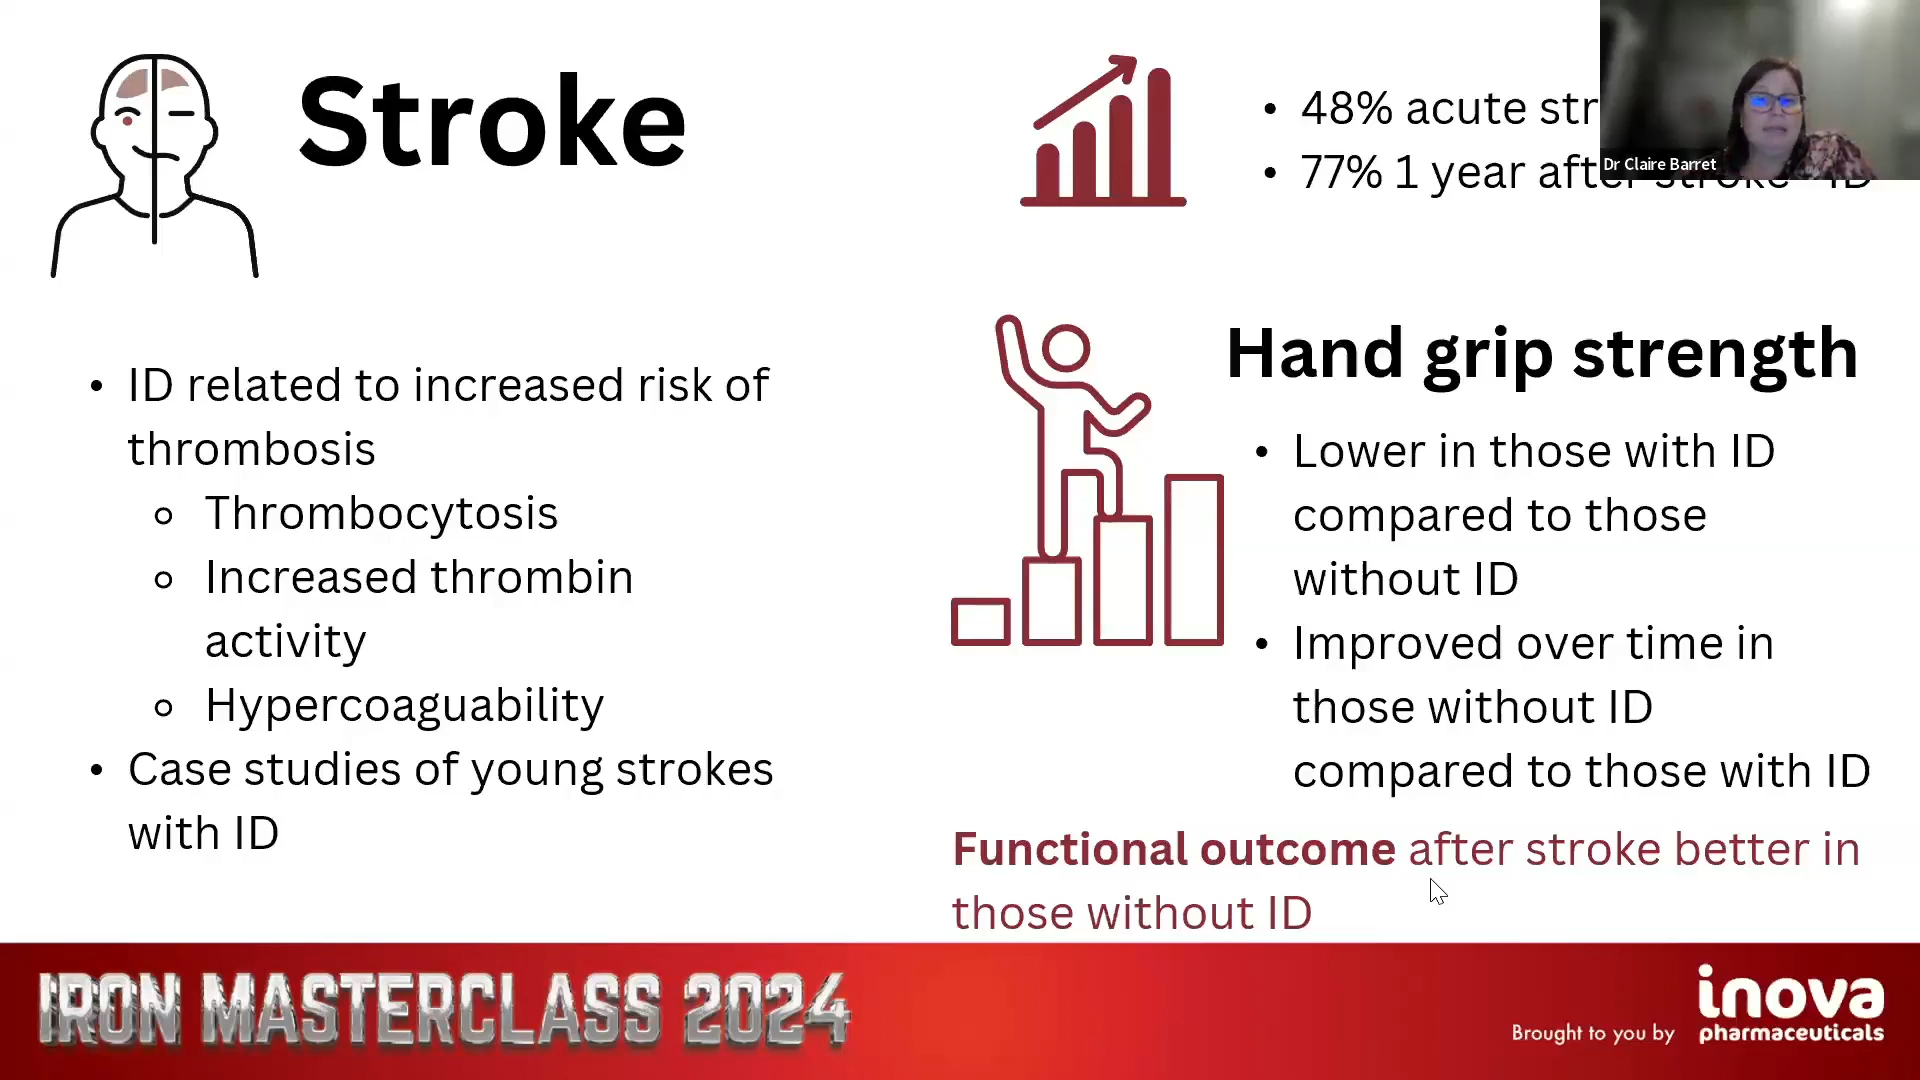 Stroke
• 48% acute str
• 77% 1 year after stroke - ID
Dr Claire Barret
• ID related to increased risk of
thrombosis
Thrombocytosis
Increased thrombin
activity
Hypercoaguability
• Case studies of young strokes
with ID
Hand grip strength
• Lower in those with ID
compared to those
without ID
• Improved over time in
those without ID
compared to those with ID
Functional outcome after stroke better in
those without ID
IRON MASTERCLASS 2024
Brought to you by
inova
pharmaceuticals